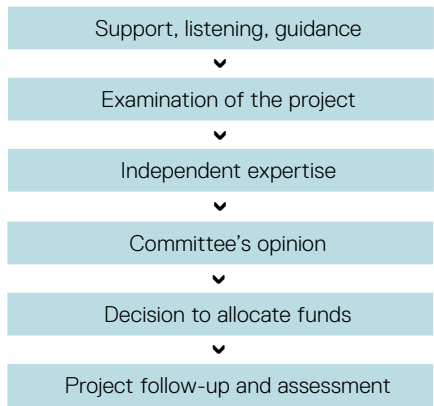 Support, listening, guidance
Examination of the project
Independent expertise
Committee's opinion
Decision to allocate funds
Project follow-up and assessment